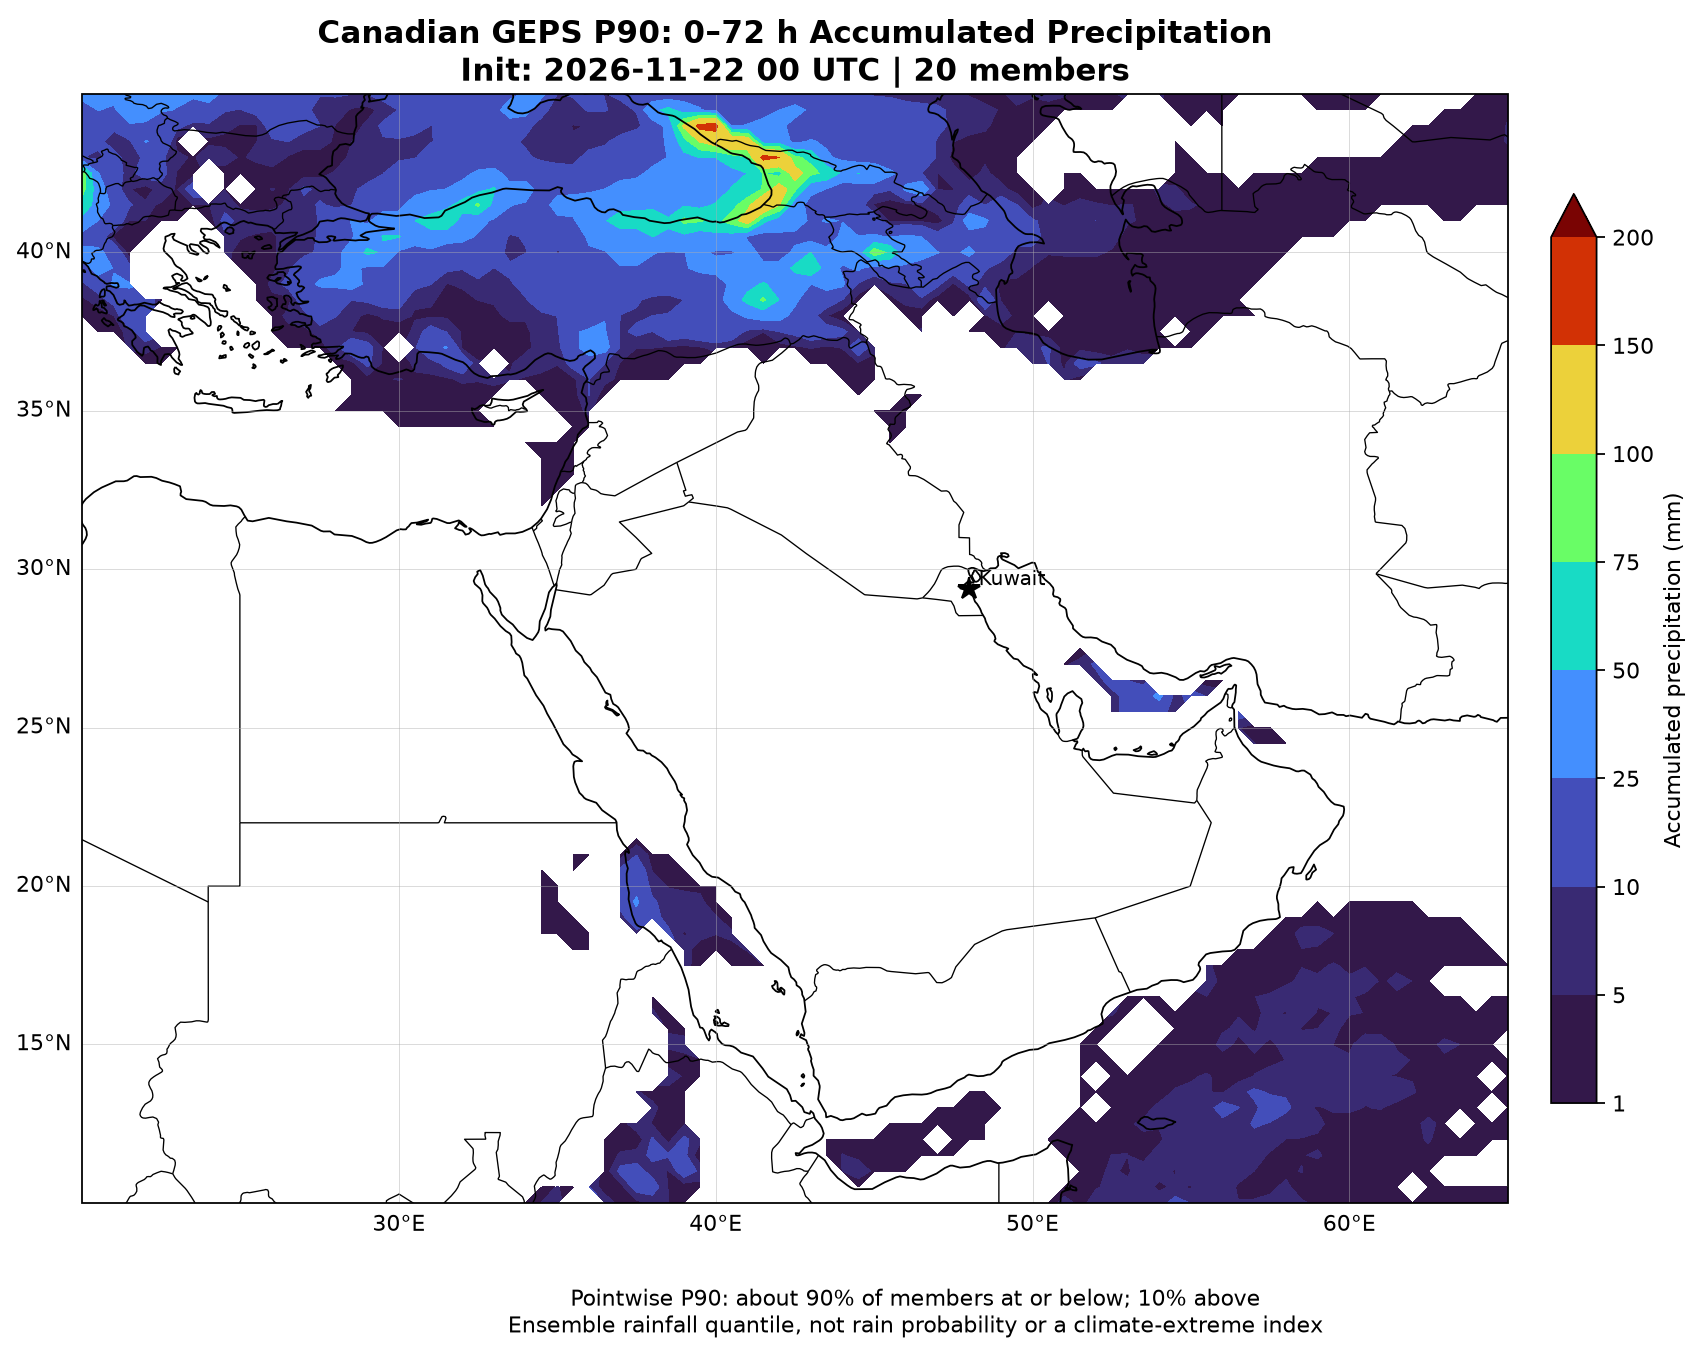 Canadian GEPS P90: 0–72 h Accumulated Precipitation
Init: 2026-11-22 00 UTC | 20 members
40°N
35°N
30°N
25°N
20°N
15°N
30°E
40°E
50°E
60°E
Kuwait
200
150
100
75
50
25
10
5
1
Accumulated precipitation (mm)
Pointwise P90: about 90% of members at or below; 10% above
Ensemble rainfall quantile, not rain probability or a climate-extreme index